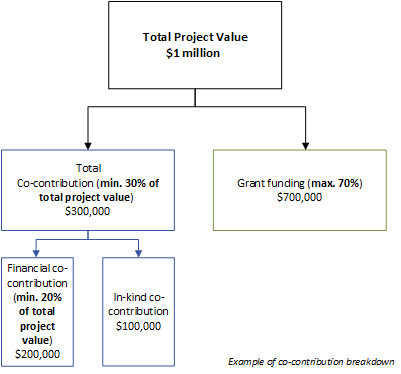 Total Project Value
$1 million
Total
Co-contribution (min. 30% of
total project value)
$300,000
Grant funding (max. 70%)
$700,000
Financial co-
contribution
(min. 20%
of total
project
value)
$200,000
In-kind co-
contribution
$100,000
Example of co-contribution breakdown